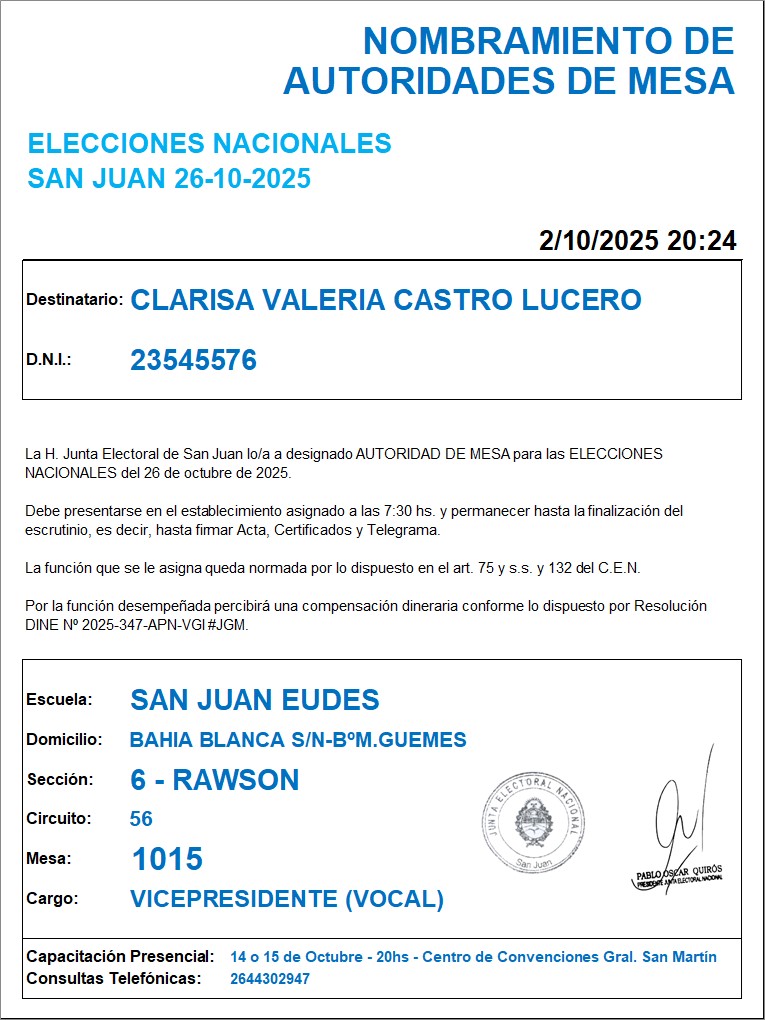 NOMBRAMIENTO DE
AUTORIDADES DE MESA
ELECCIONES NACIONALES
SAN JUAN 26-10-2025
2/10/2025 20:24
Destinatario: CLARISA VALERIA CASTRO LUCERO
D.N.I.: 23545576
La H. Junta Electoral de San Juan lo/a a designado AUTORIDAD DE MESA para las ELECCIONES
NACIONALES del 26 de octubre de 2025.
Debe presentarse en el establecimiento asignado a las 7:30 hs. y permanecer hasta la finalización del
escrutinio, es decir, hasta firmar Acta, Certificados y Telegrama.
La función que se le asigna queda normada por lo dispuesto en el art. 75 y s.s. y 132 del C.E.N.
Por la función desempeñada percibirá una compensación dineraria conforme lo dispuesto por Resolución
DINE Nº 2025-347-APN-VGI#JGM.
Escuela: SAN JUAN EUDES
Domicilio: BAHIA BLANCA S/N-BºM.GUEMES
Sección: 6 - RAWSON
Circuito: 56
Mesa: 1015
Cargo: VICEPRESIDENTE (VOCAL)
JUNTA ELECTORAL NACIONAL
San Juan
PABLO OSCAR QUIRÓS
PRESIDENTE JUNTA ELECTORAL NACIONAL
Capacitación Presencial: 14 o 15 de Octubre - 20hs - Centro de Convenciones Gral. San Martín
Consultas Telefónicas: 2644302947